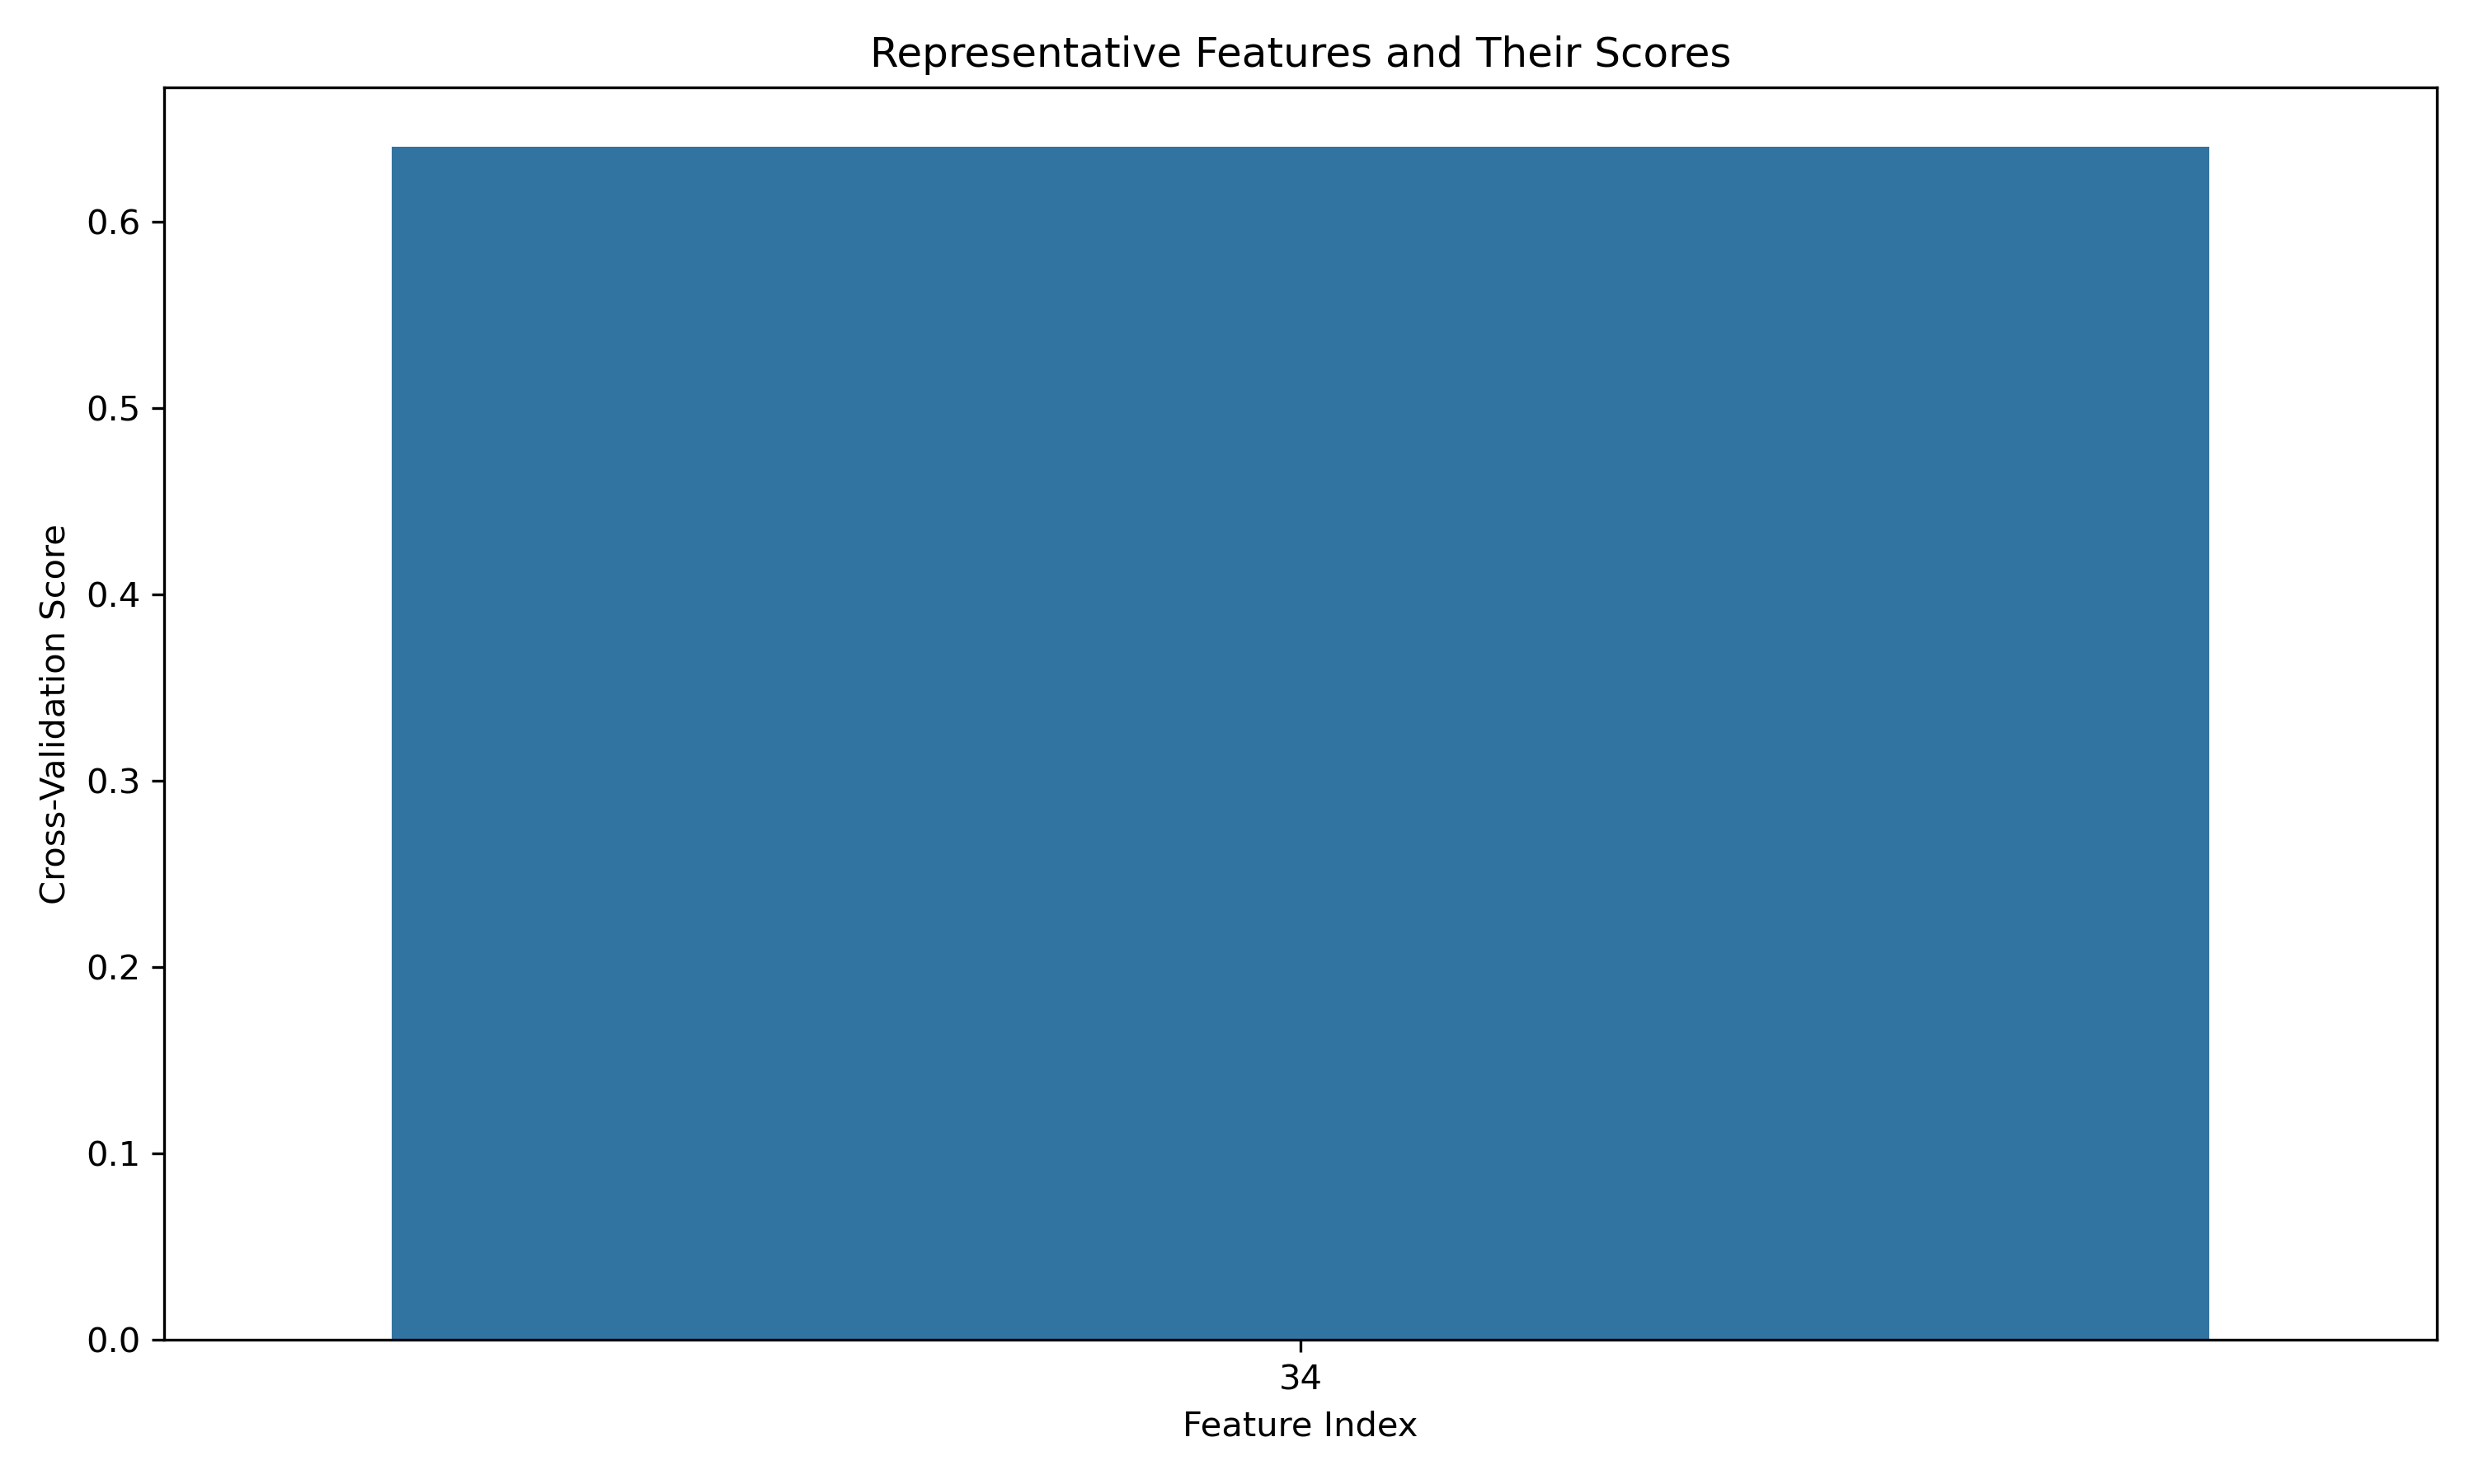 Representative Features and Their Scores
Cross-Validation Score
0.6
0.5
0.4
0.3
0.2
0.1
0.0
34
Feature Index